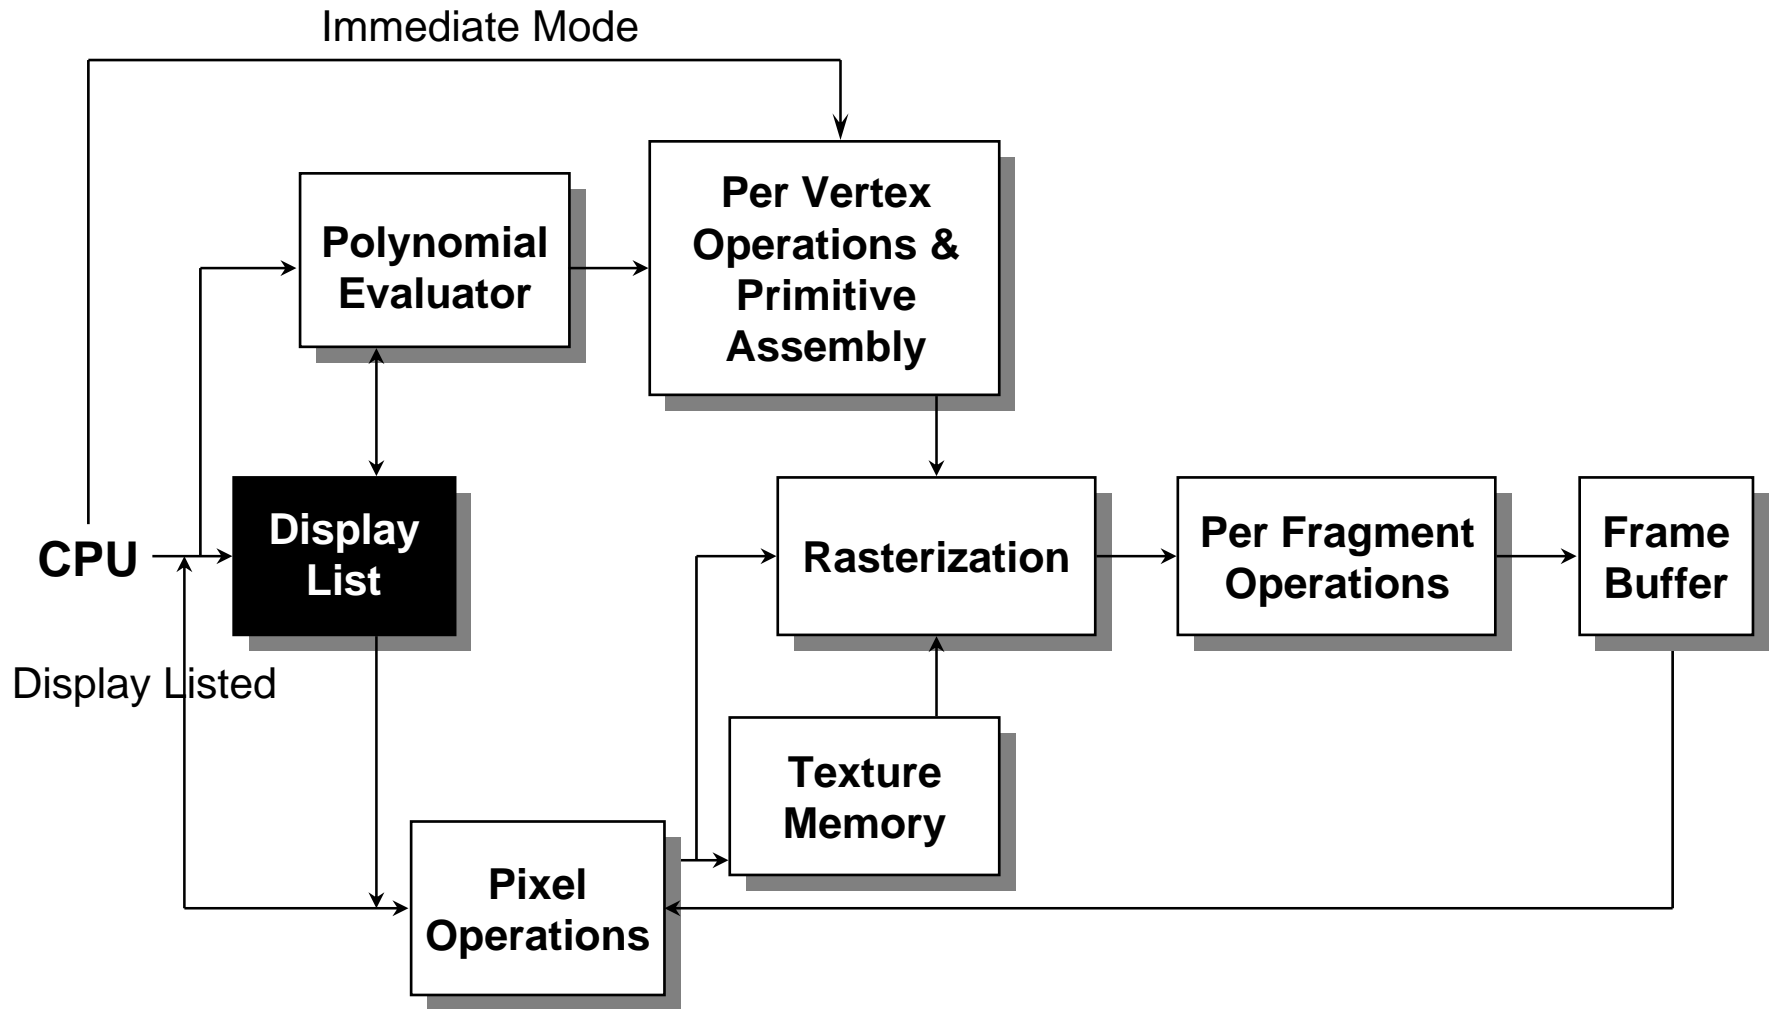 Immediate Mode
Polynomial
Evaluator
Per Vertex
Operations &
Primitive
Assembly
CPU
Display
List
Display Listed
Rasterization
Per Fragment
Operations
Frame
Buffer
Texture
Memory
Pixel
Operations